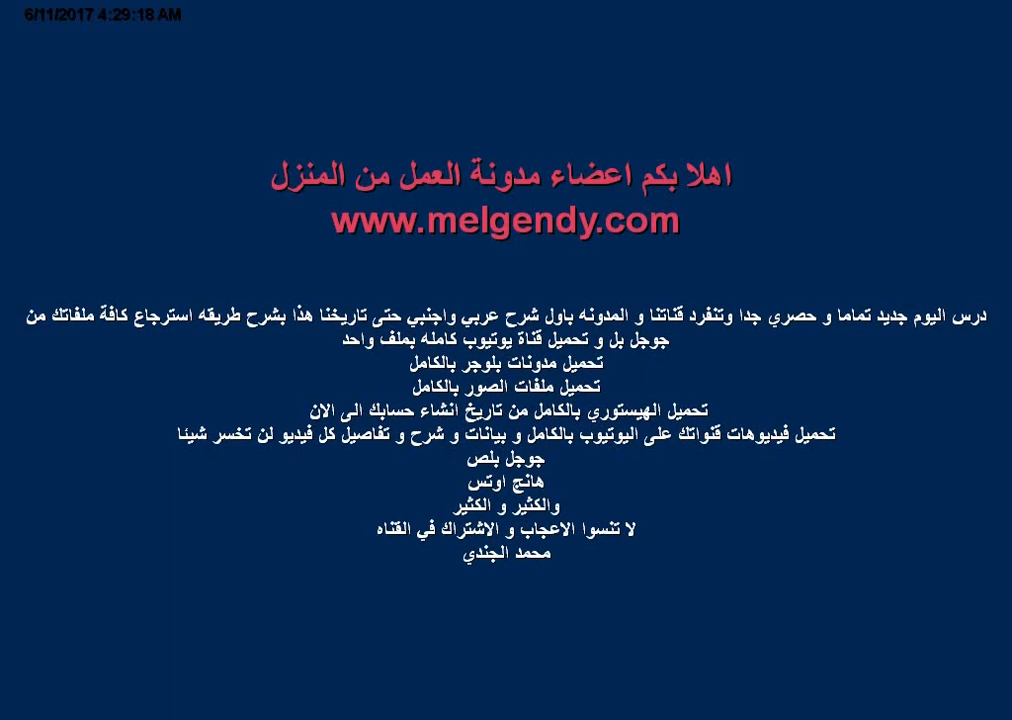 6/11/2017 4:29:18 AM
اهلا بكم اعضاء مدونة العمل من المنزل
www.melgendy.com
درس اليوم جديد تماما و حصري جدا وتنفرد قناتنا و المدونه باول شرح عربي واجنبي حتى تاريخنا هذا بشرح طريقه استرجاع كافة ملفاتك من
جوجل بل و تحميل قناة يوتيوب كامله بملف واحد
تحميل مدونات بلوجر بالكامل
تحميل ملفات الصور بالكامل
تحميل الهيستوري بالكامل من تاريخ انشاء حسابك الى الان
تحميل فيديوهات قنواتك على اليوتيوب بالكامل و بيانات و شرح و تفاصيل كل فيديو لن تخسر شيئا
جوجل بلص
هانج اوتس
والكثير و الكثير
لا تنسوا الاعجاب و الاشتراك في القناه
محمد الجندي